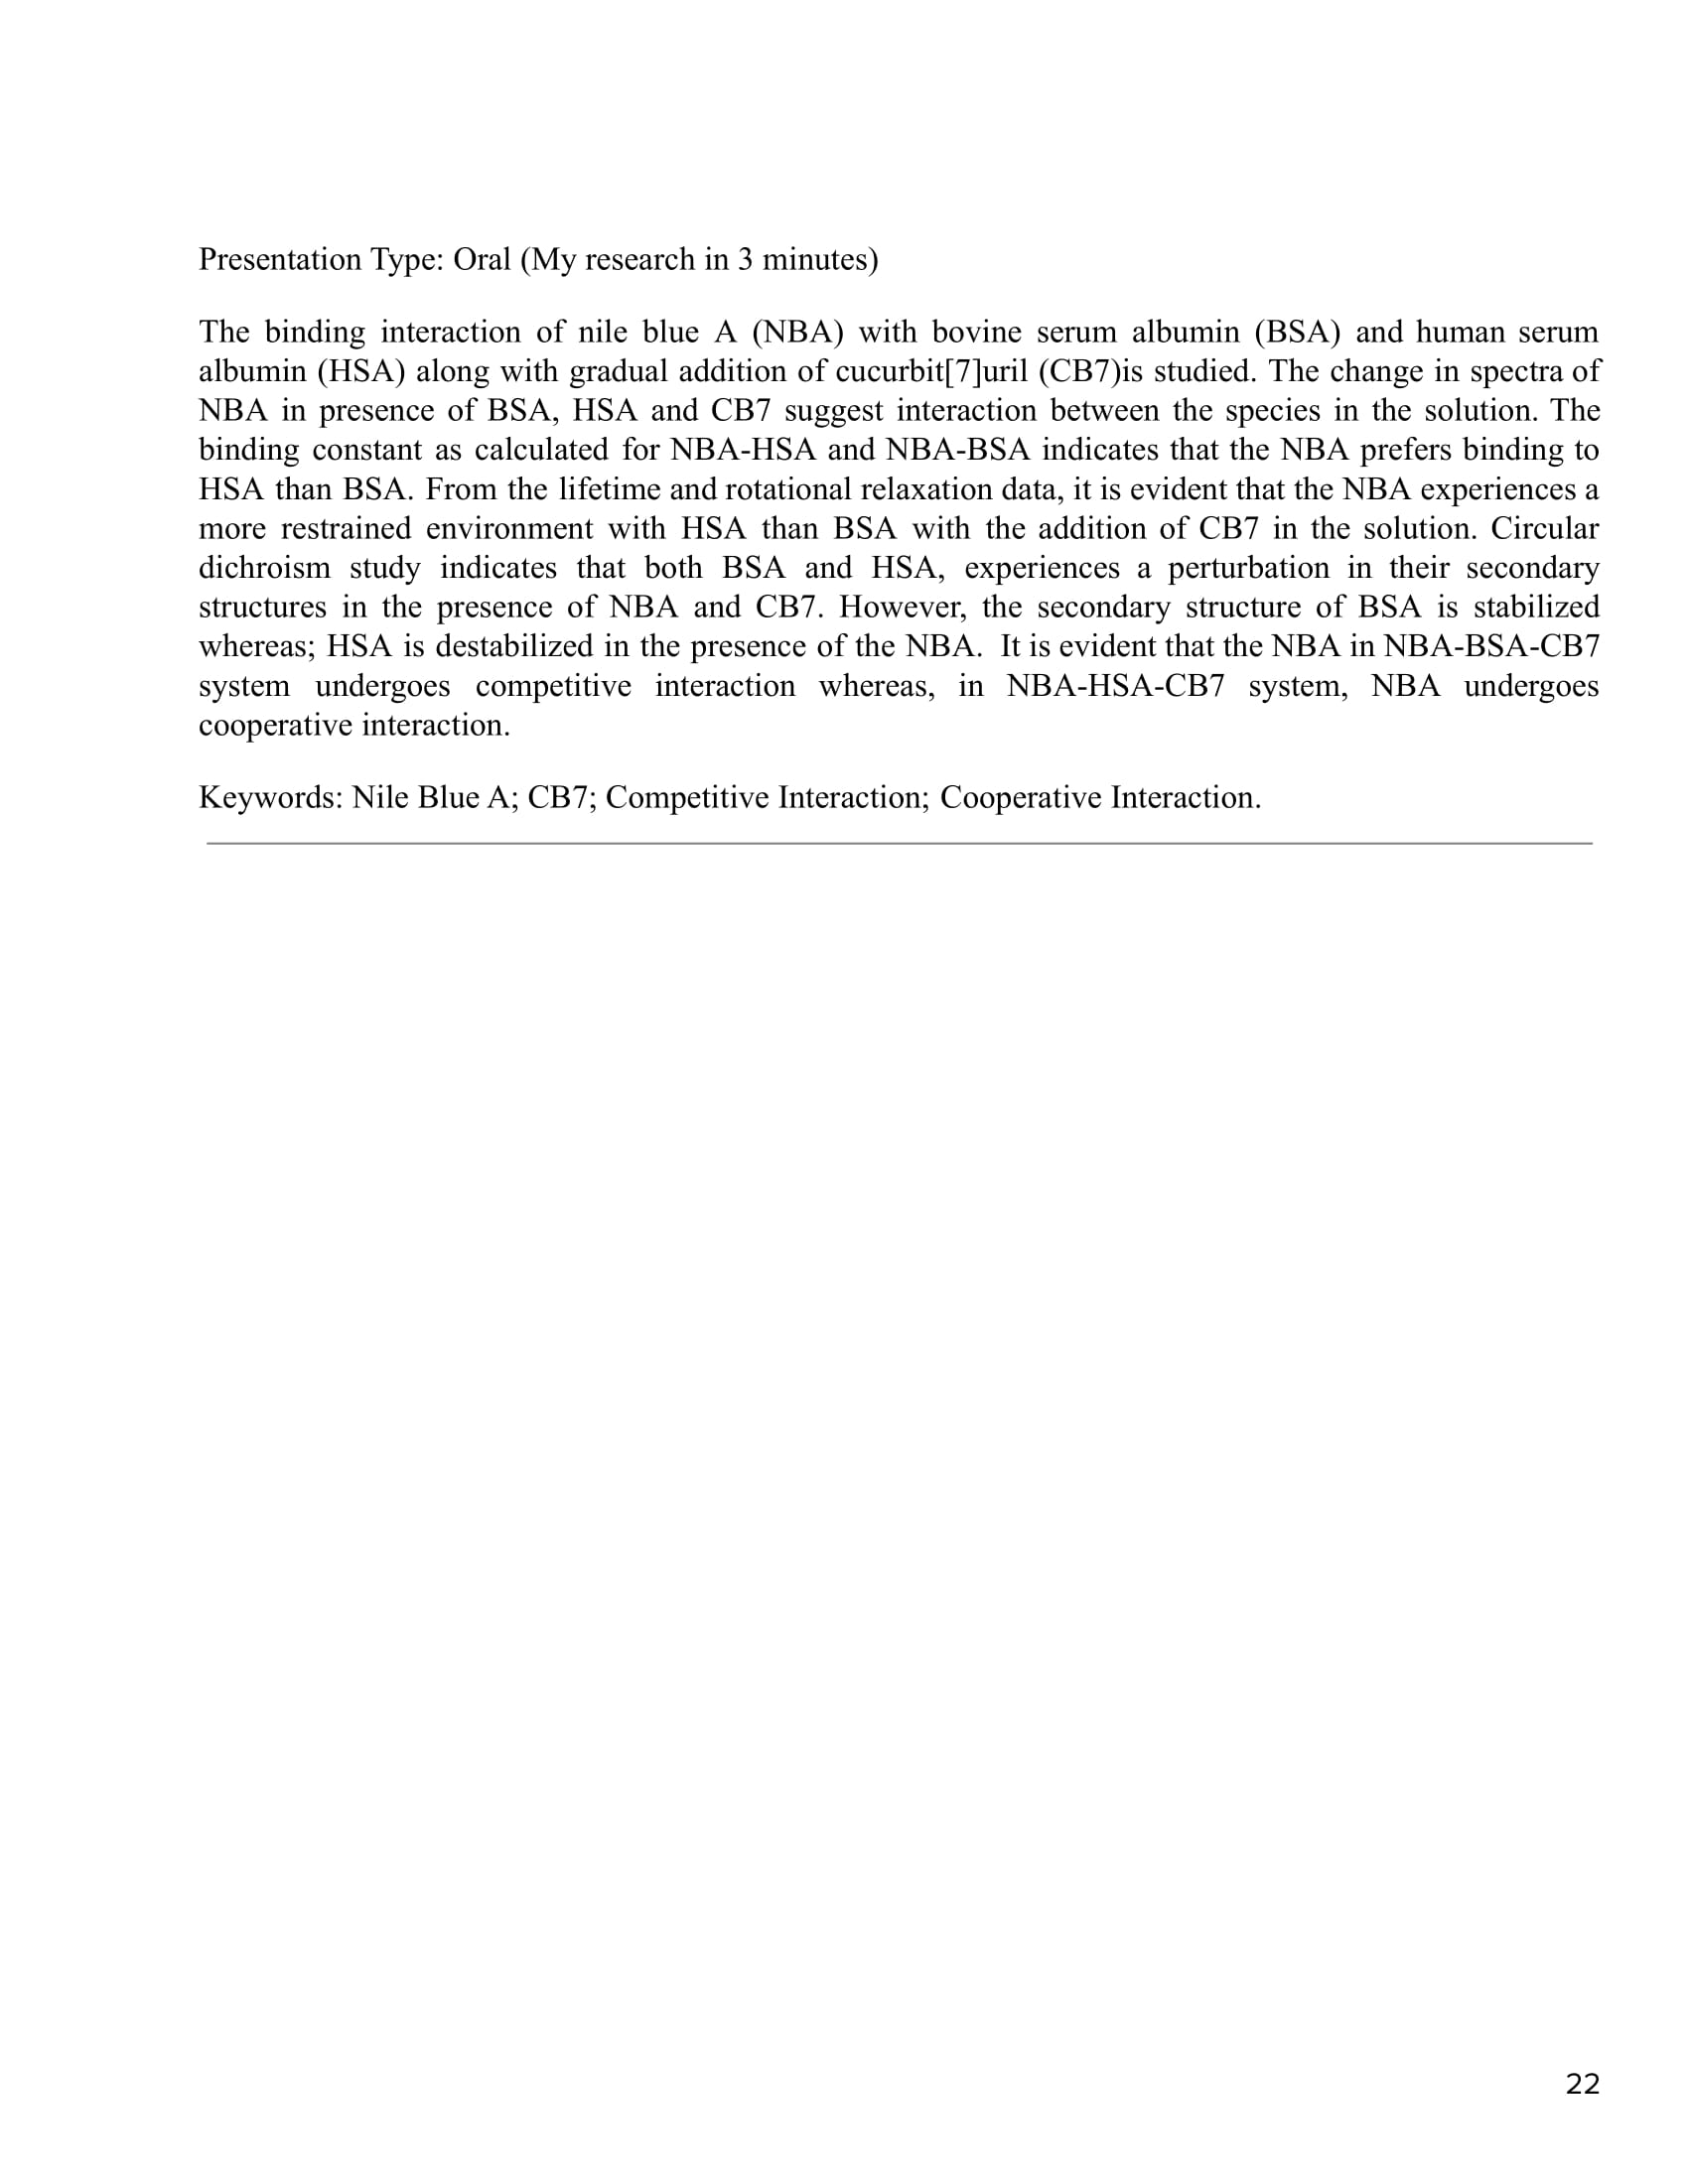 Presentation Type: Oral (My research in 3 minutes)
The binding interaction of nile blue A (NBA) with bovine serum albumin (BSA) and human serum
albumin (HSA) along with gradual addition of cucurbit[7]uril (CB7)is studied. The change in spectra of
NBA in presence of BSA, HSA and CB7 suggest interaction between the species in the solution. The
binding constant as calculated for NBA-HSA and NBA-BSA indicates that the NBA prefers binding to
HSA than BSA. From the lifetime and rotational relaxation data, it is evident that the NBA experiences a
more restrained environment with HSA than BSA with the addition of CB7 in the solution. Circular
dichroism study indicates that both BSA and HSA, experiences a perturbation in their secondary
structures in the presence of NBA and CB7. However, the secondary structure of BSA is stabilized
whereas; HSA is destabilized in the presence of the NBA.  It is evident that the NBA in NBA-BSA-CB7
system undergoes competitive interaction whereas, in NBA-HSA-CB7 system, NBA undergoes
cooperative interaction.
Keywords: Nile Blue A; CB7; Competitive Interaction; Cooperative Interaction.
22